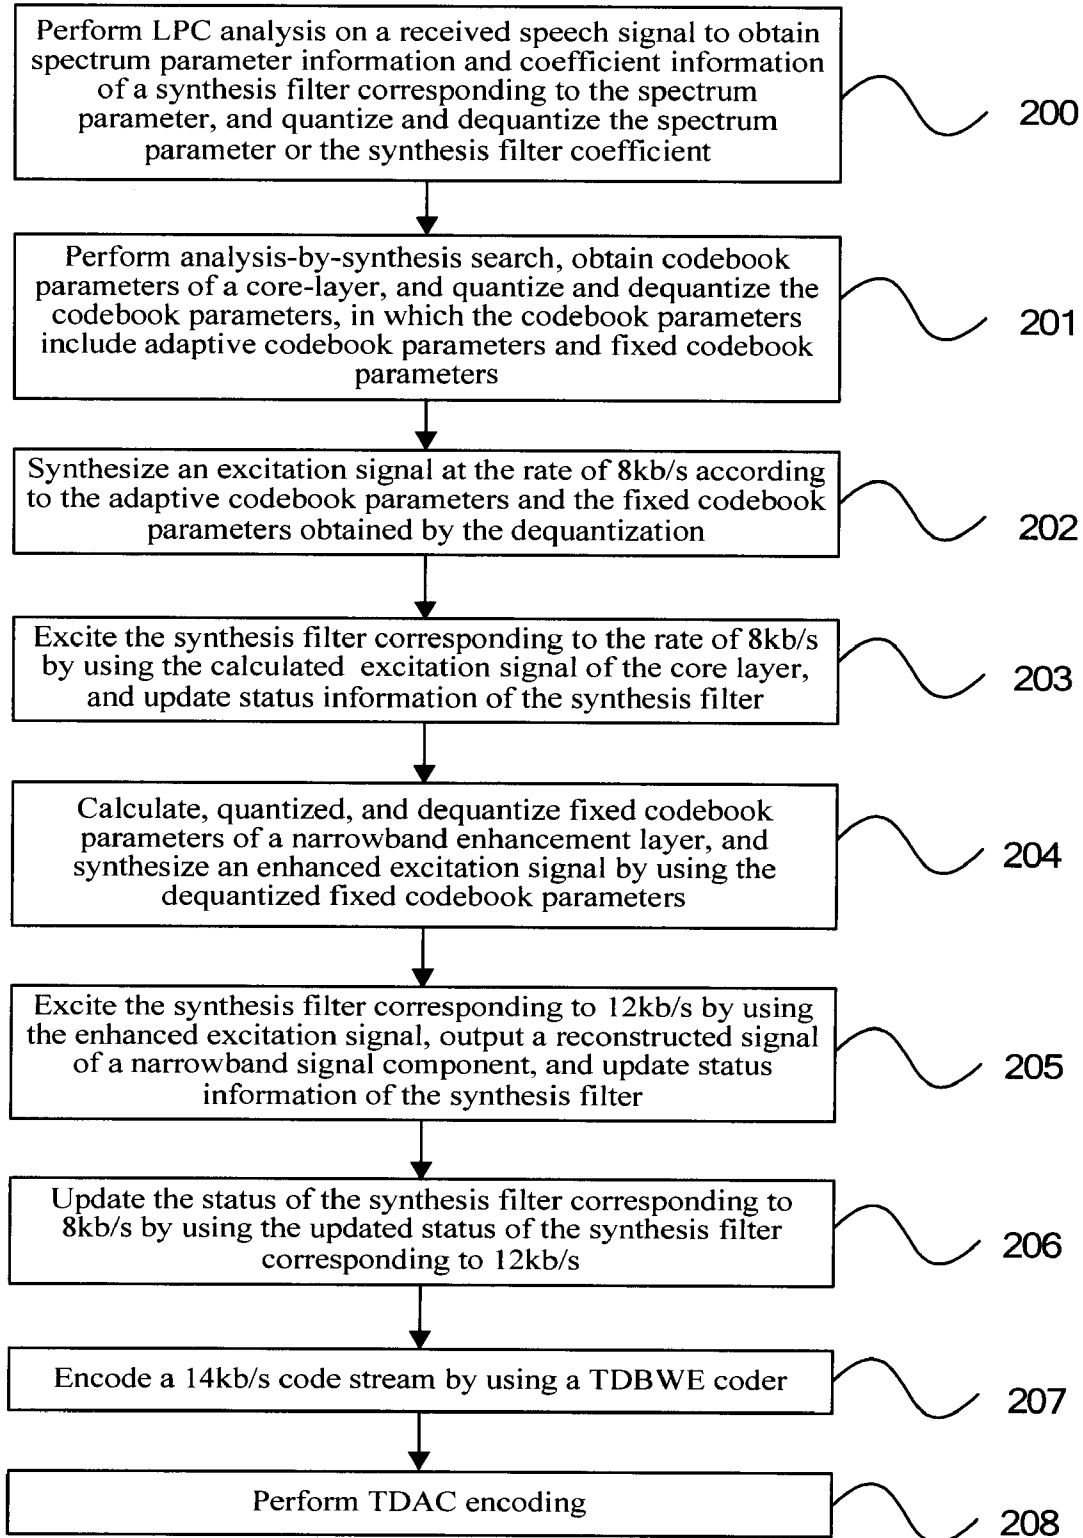 Perform LPC analysis on a received speech signal to obtain
spectrum parameter information and coefficient information
of a synthesis filter corresponding to the spectrum
parameter, and quantize and dequantize the spectrum
parameter or the synthesis filter coefficient
200
Perform analysis-by-synthesis search, obtain codebook
parameters of a core-layer, and quantize and dequantize the
codebook parameters, in which the codebook parameters
include adaptive codebook parameters and fixed codebook
parameters
201
Synthesize an excitation signal at the rate of 8kb/s according
to the adaptive codebook parameters and the fixed codebook
parameters obtained by the dequantization
202
Excite the synthesis filter corresponding to the rate of 8kb/s
by using the calculated excitation signal of the core layer,
and update status information of the synthesis filter
203
Calculate, quantized, and dequantize fixed codebook
parameters of a narrowband enhancement layer, and
synthesize an enhanced excitation signal by using the
dequantized fixed codebook parameters
204
Excite the synthesis filter corresponding to 12kb/s by using
the enhanced excitation signal, output a reconstructed signal
of a narrowband signal component, and update status
information of the synthesis filter
205
Update the status of the synthesis filter corresponding to
8kb/s by using the updated status of the synthesis filter
corresponding to 12kb/s
206
Encode a 14kb/s code stream by using a TDBWE coder
207
Perform TDAC encoding
208